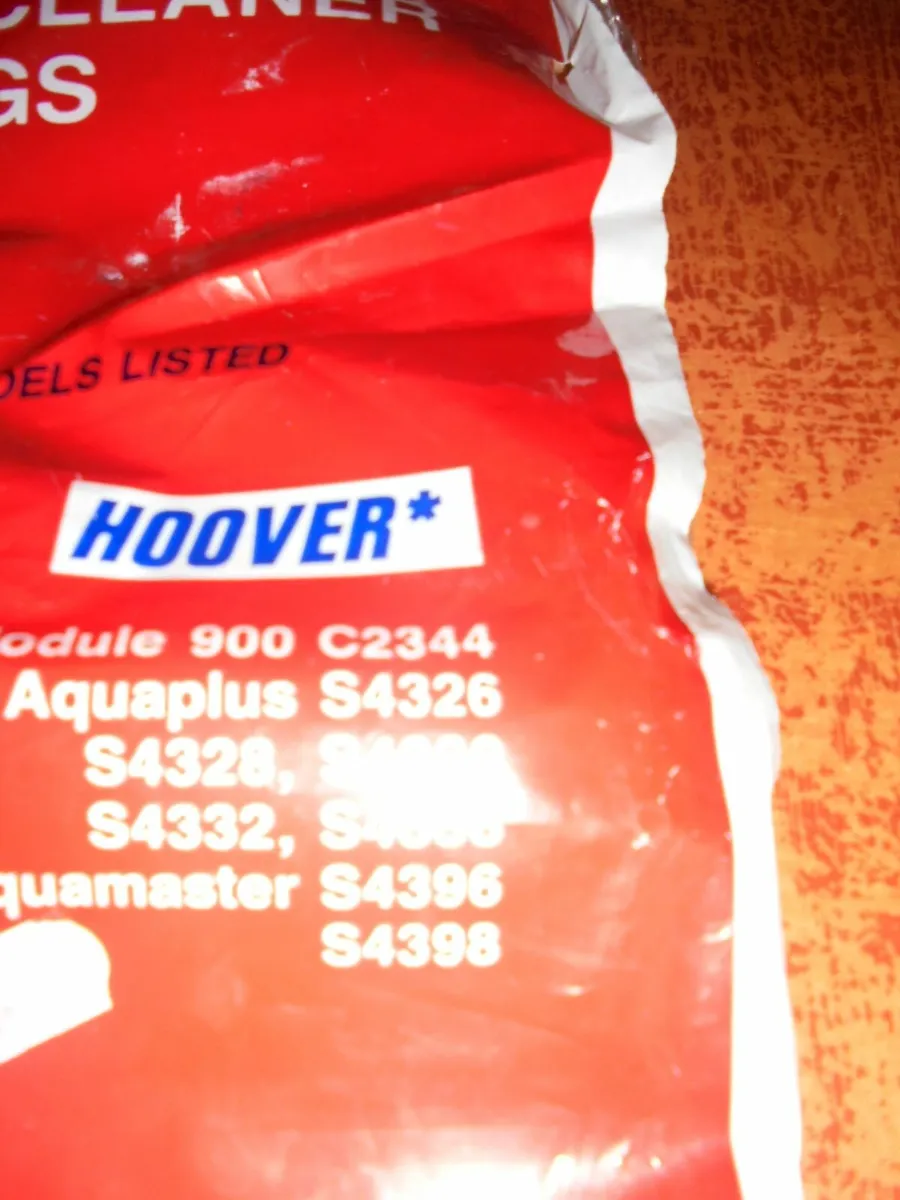 CLEANER
GS
DELS LISTED
HOOVER*
odule 900 C2344
Aquaplus S4326
S4328,
S4332,
quamaster S4396
S4398